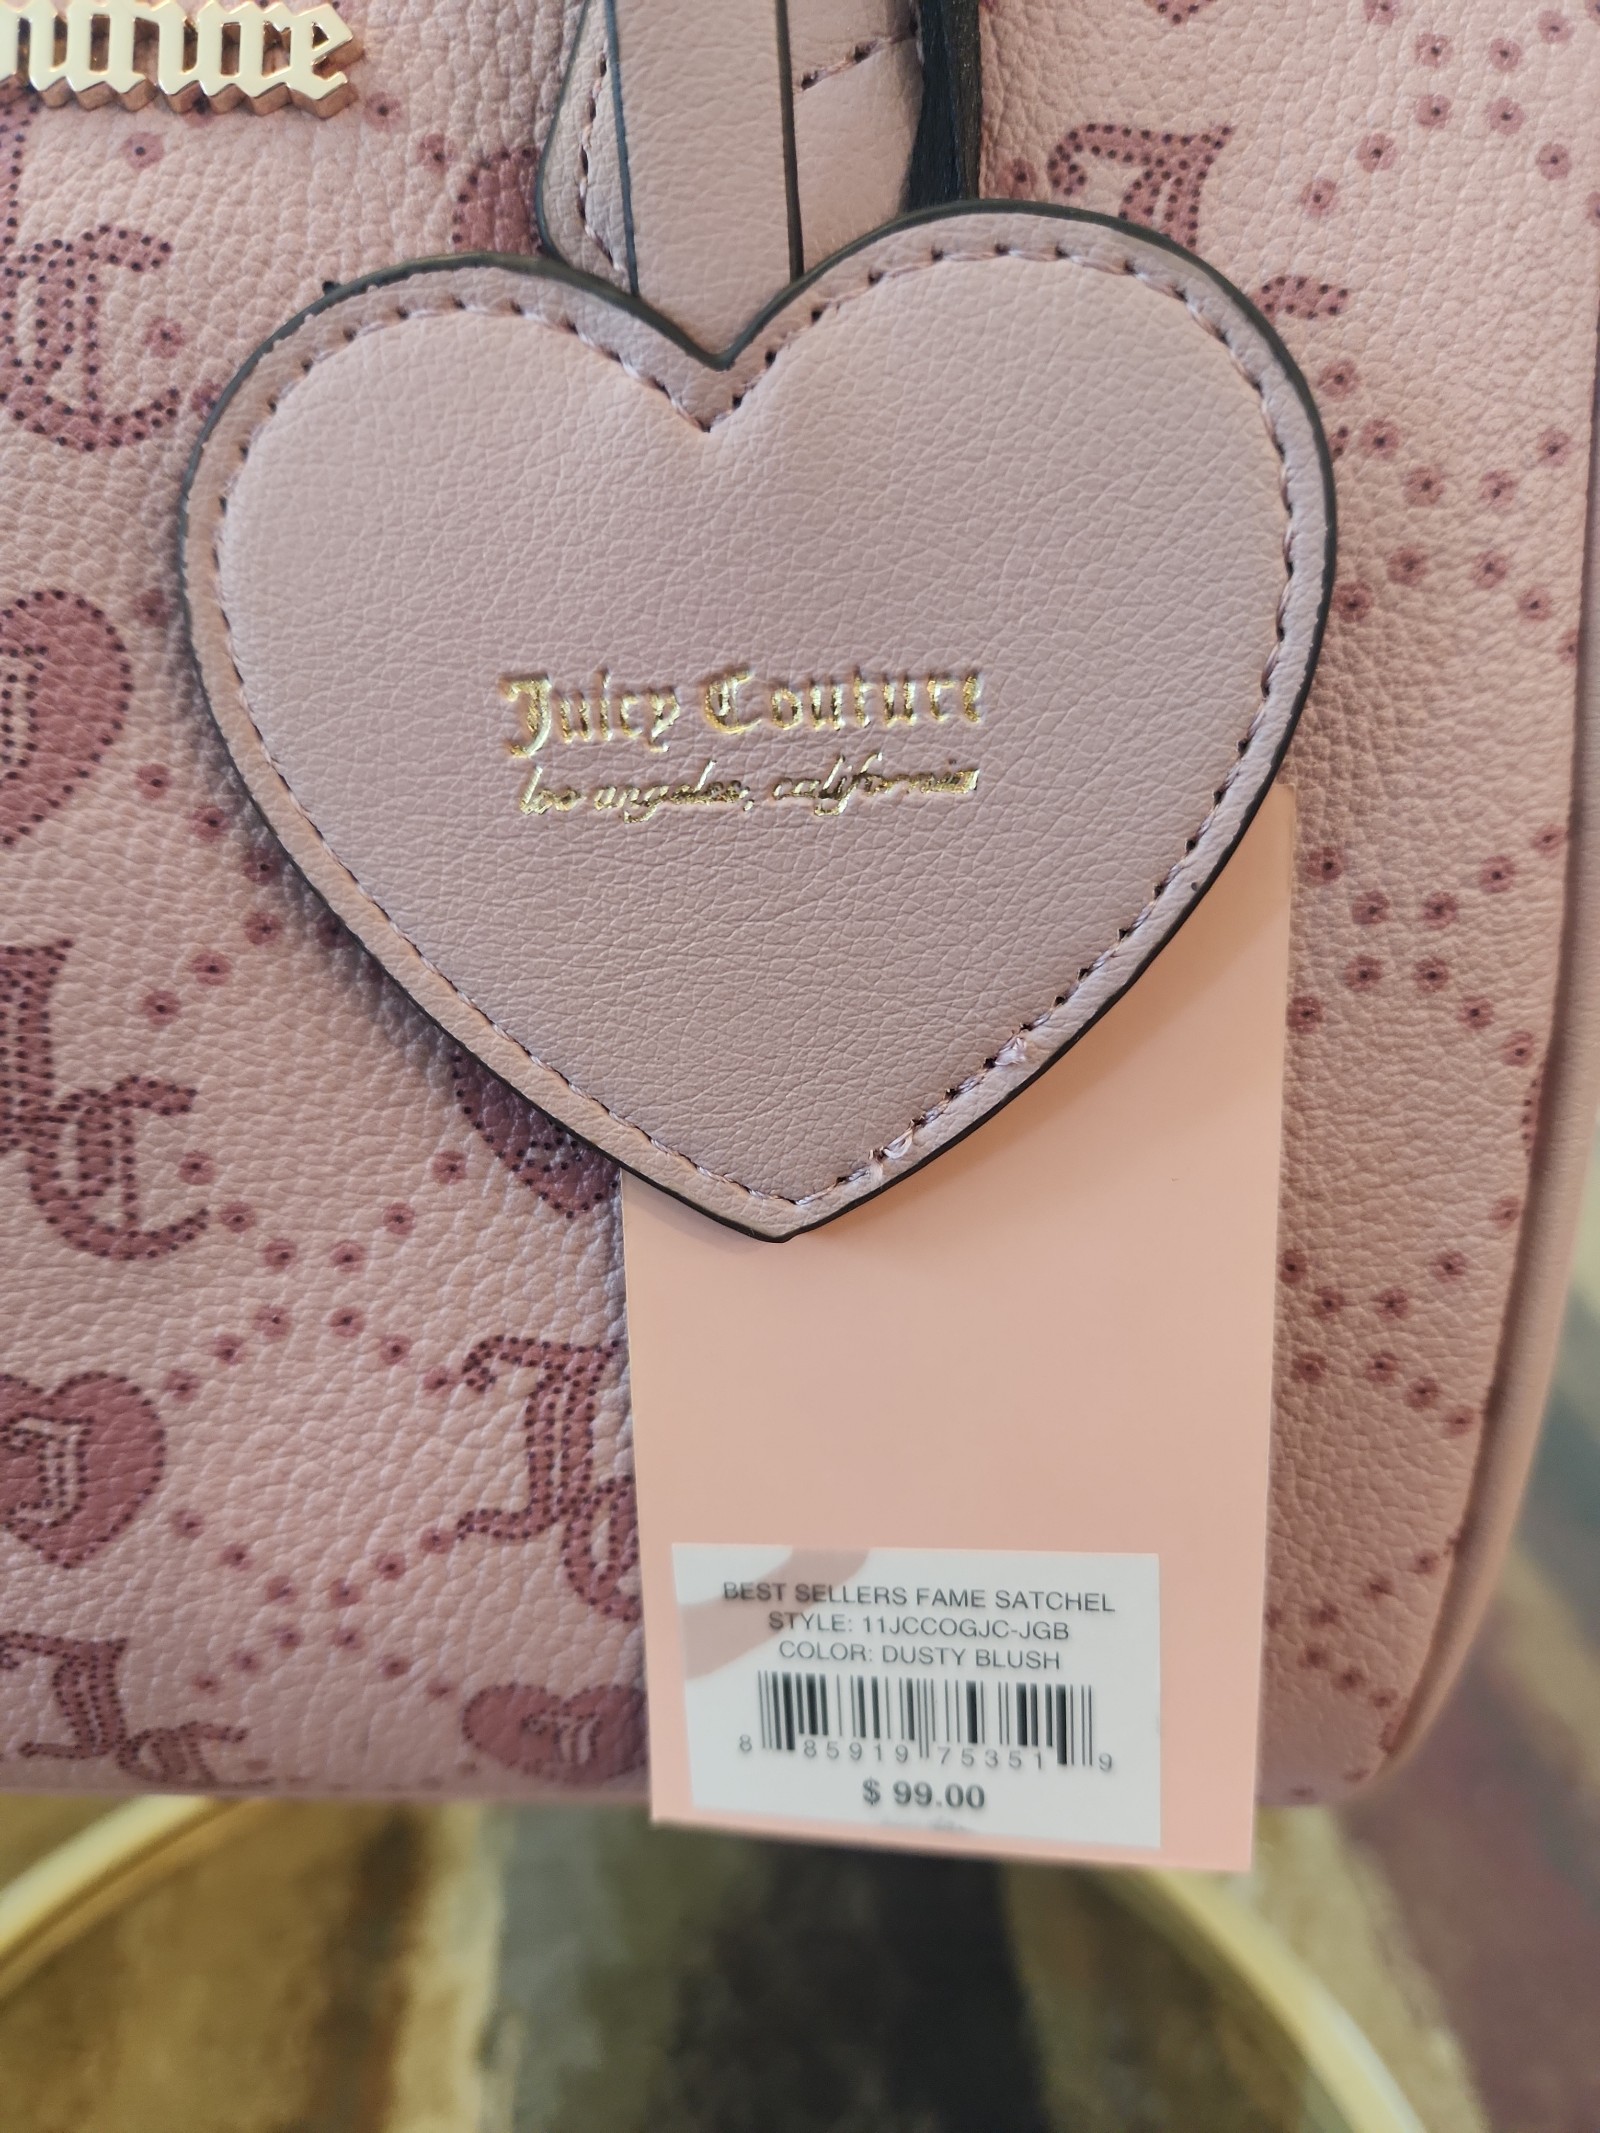 Juicy Couture
los angeles, california
BEST SELLERS FAME SATCHEL
STYLE: 11JCCOGJC-JGB
COLOR: DUSTY BLUSH
8 85919 75351 9
$ 99.00